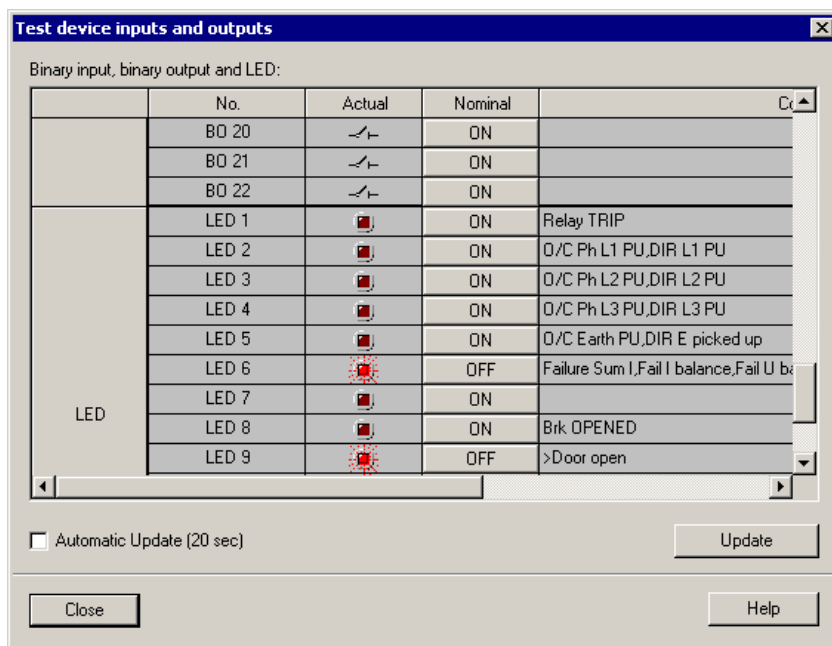 Test device inputs and outputs
Binary input, binary output and LED:
No. Actual Nominal
BO 20 ON
BO 21 ON
BO 22 ON
LED
LED 1 ON Relay TRIP
LED 2 ON O/C Ph L1 PU,DIR L1 PU
LED 3 ON O/C Ph L2 PU,DIR L2 PU
LED 4 ON O/C Ph L3 PU,DIR L3 PU
LED 5 ON O/C Earth PU,DIR E picked up
LED 6 OFF Failure Sum I,Fail I balance,Fail U ba
LED 7 ON
LED 8 ON Brk OPENED
LED 9 OFF >Door open
Automatic Update (20 sec) Update
Close Help